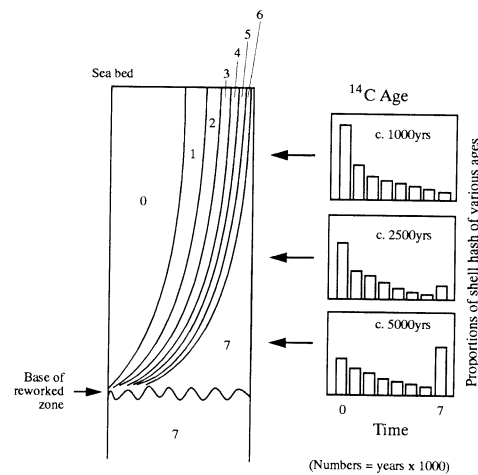 6
5
4
3
Sea bed
2
1
0
7
Base of
reworked
zone
7
14C Age
c. 1000yrs
c. 2500yrs
c. 5000yrs
0 7
Time
Proportions of shell hash of various ages
(Numbers = years x 1000)